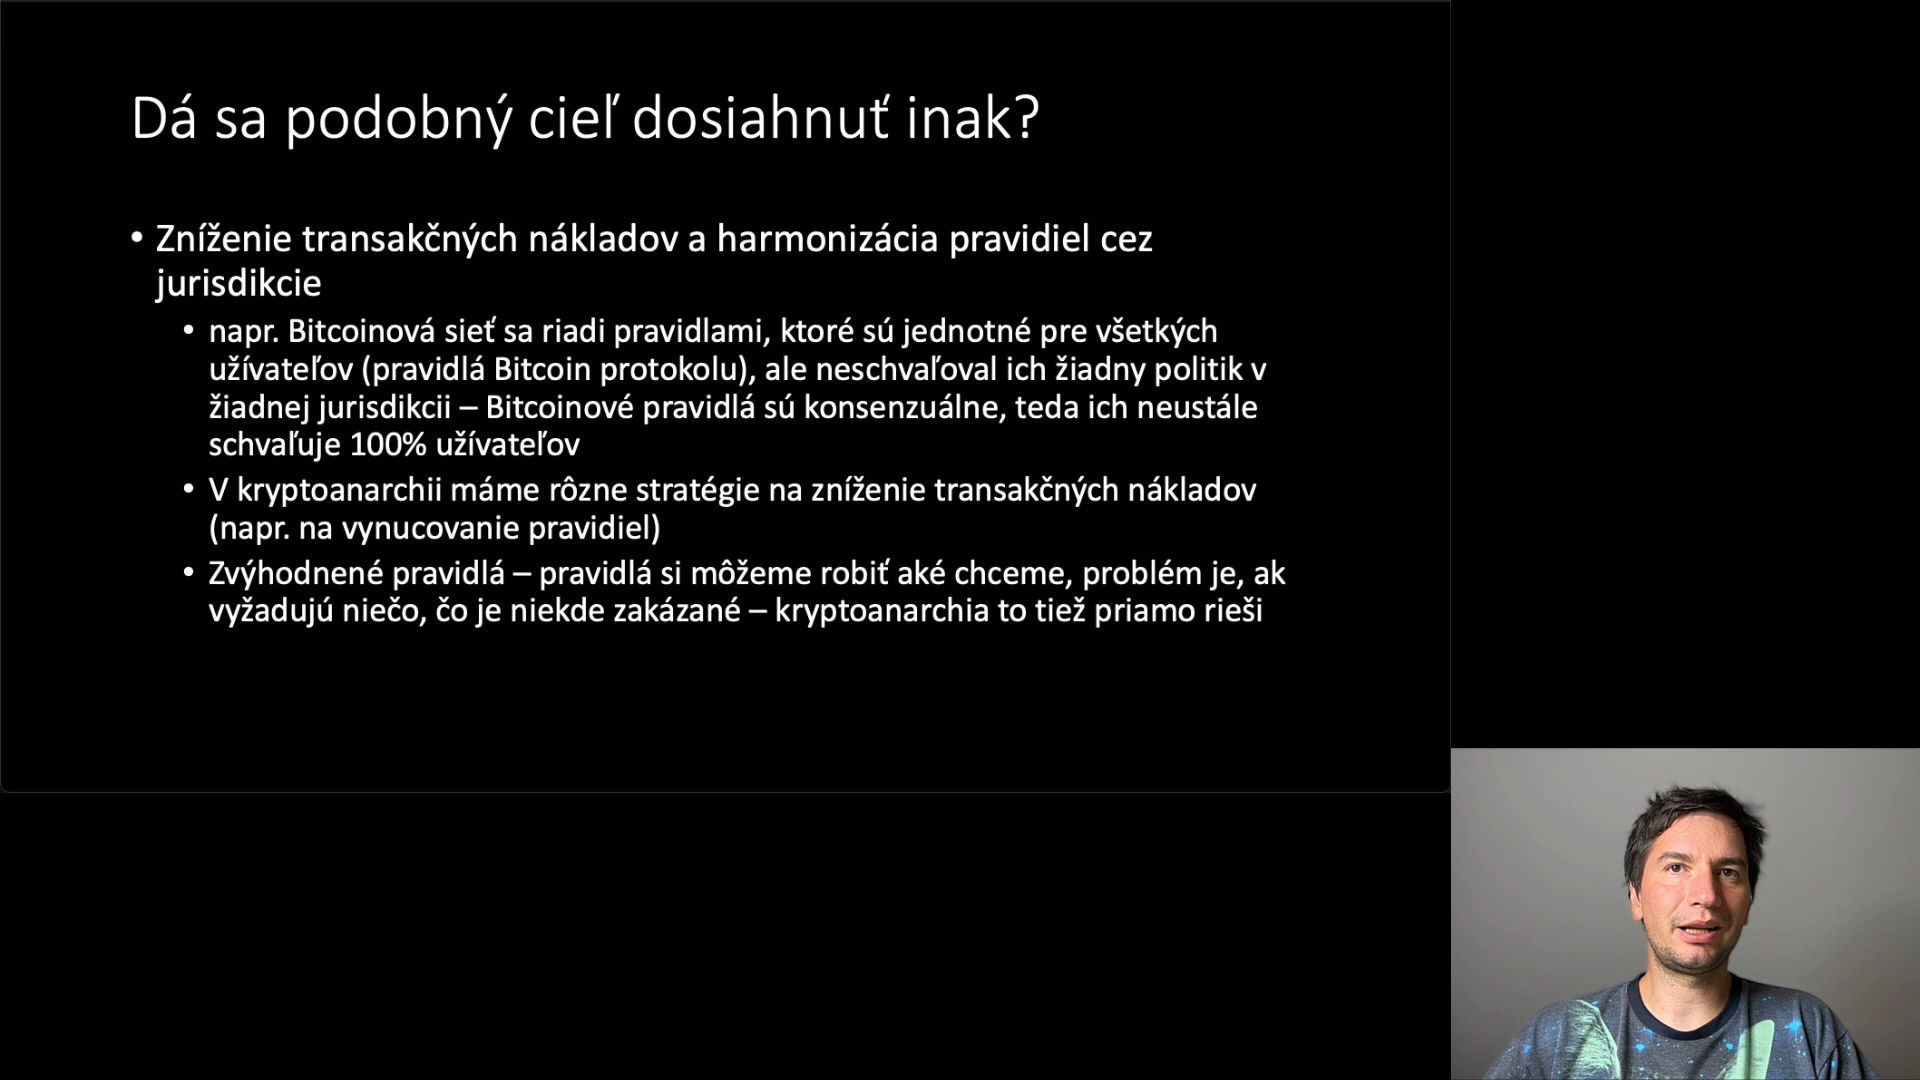 Dá sa podobný cieľ dosiahnuť inak?
• Zníženie transakčných nákladov a harmonizácia pravidiel cez
jurisdikcie
• napr. Bitcoinová sieť sa riadi pravidlami, ktoré sú jednotné pre všetkých
užívateľov (pravidlá Bitcoin protokolu), ale neschvaľoval ich žiadny politik v
žiadnej jurisdikcii – Bitcoinové pravidlá sú konsenzuálne, teda ich neustále
schvaľuje 100% užívateľov
• V kryptoanarchii máme rôzne stratégie na zníženie transakčných nákladov
(napr. na vynucovanie pravidiel)
• Zvýhodnené pravidlá – pravidlá si môžeme robiť aké chceme, problém je, ak
vyžadujú niečo, čo je niekde zakázané – kryptoanarchia to tiež priamo rieši